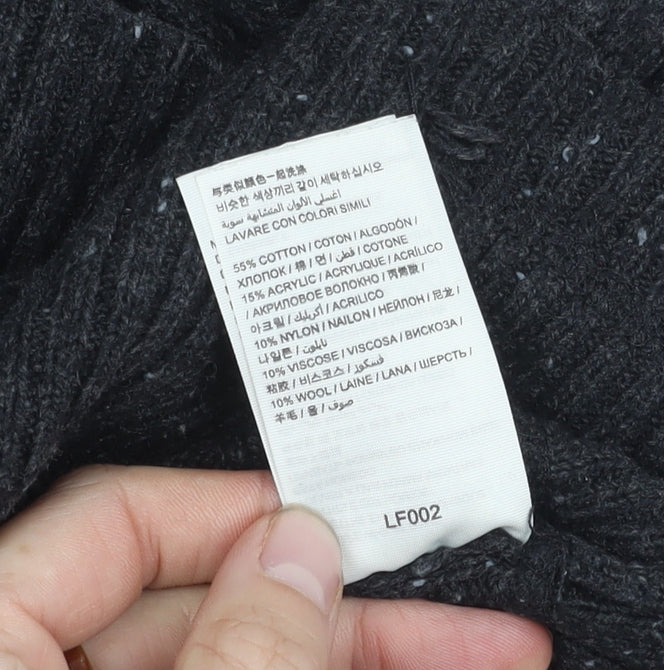 与类似顔色一起洗涤
비슷한 색상끼리 같이 세탁하십시오
اغسلي الألوان المتشابهة سوية
LAVARE CON COLORI SIMILI
55% COTTON / COTON / ALGODÓN /
ХЛОПОК / 棉 / 면 / قطن / COTONE
15% ACRYLIC / ACRYLIQUE / ACRÍLICO
/ АКРИЛОВОЕ ВОЛОКНО / 丙烯酸 /
아크릴 / أكريليك / ACRILICO
10% NYLON / NAILON / НЕЙЛОН / 尼龙 /
나일론 / نايلون
10% VISCOSE / VISCOSA / ВИСКОЗА /
粘胶 / 비스코스 / فسكوز
10% WOOL / LAINE / LANA / ШЕРСТЬ /
羊毛 / 울 / صوف
LF002